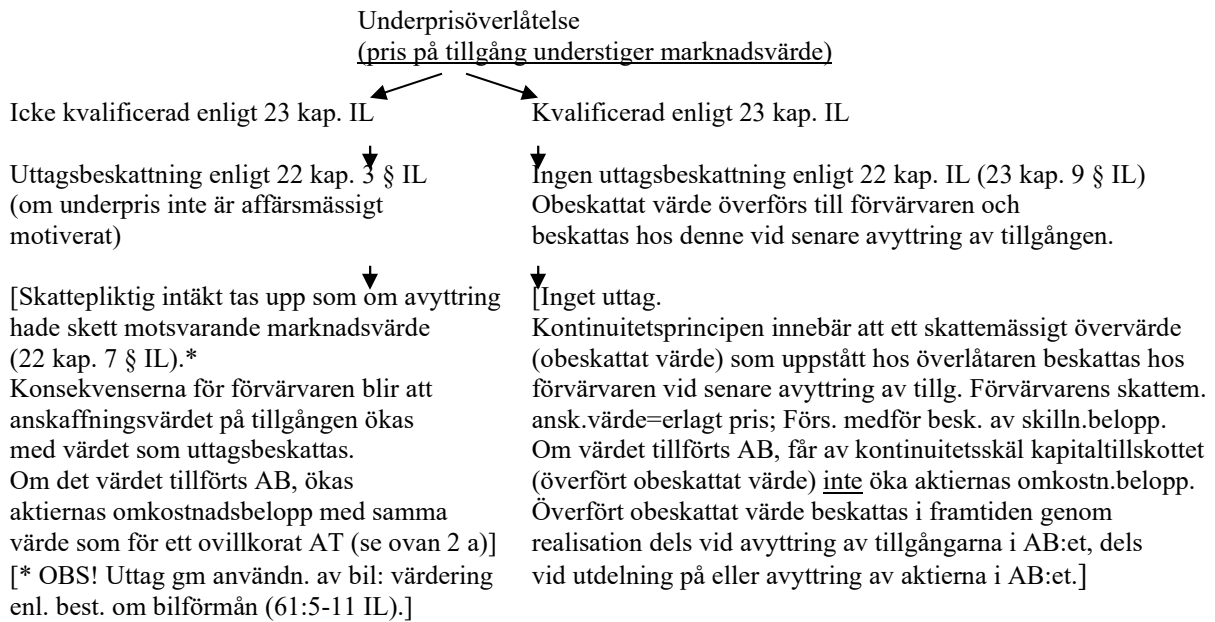 Underprisöverlåtelse
(pris på tillgång understiger marknadsvärde)
Icke kvalificerad enligt 23 kap. IL
Uttagsbeskattning enligt 22 kap. 3 § IL
(om underpris inte är affärsmässigt
motiverat)
[Skattepliktig intäkt tas upp som om avyttring
hade skett motsvarande marknadsvärde
(22 kap. 7 § IL).*
Konsekvenserna för förvärvaren blir att
anskaffningsvärdet på tillgången ökas
med värdet som uttagsbeskattas.
Om det värdet tillförts AB, ökas
aktiernas omkostnadsbelopp med samma
värde som för ett ovillkorat AT (se ovan 2 a)]
[* OBS! Uttag gm användn. av bil: värdering
enl. best. om bilförmån (61:5-11 IL).]
Kvalificerad enligt 23 kap. IL
Ingen uttagsbeskattning enligt 22 kap. IL (23 kap. 9 § IL)
Obeskattat värde överförs till förvärvaren och
beskattas hos denne vid senare avyttring av tillgången.
[Inget uttag.
Kontinuitetsprincipen innebär att ett skattemässigt övervärde
(obeskattat värde) som uppstått hos överlåtaren beskattas hos
förvärvaren vid senare avyttring av tillg. Förvärvarens skattem.
ansk.värde=erlagt pris; Förs. medför besk. av skilln.belopp.
Om värdet tillförts AB, får av kontinuitetsskäl kapitaltillskottet
(överfört obeskattat värde) inte öka aktiernas omkostn.belopp.
Överfört obeskattat värde beskattas i framtiden genom
realisation dels vid avyttring av tillgångarna i AB:et, dels
vid utdelning på eller avyttring av aktierna i AB:et.]